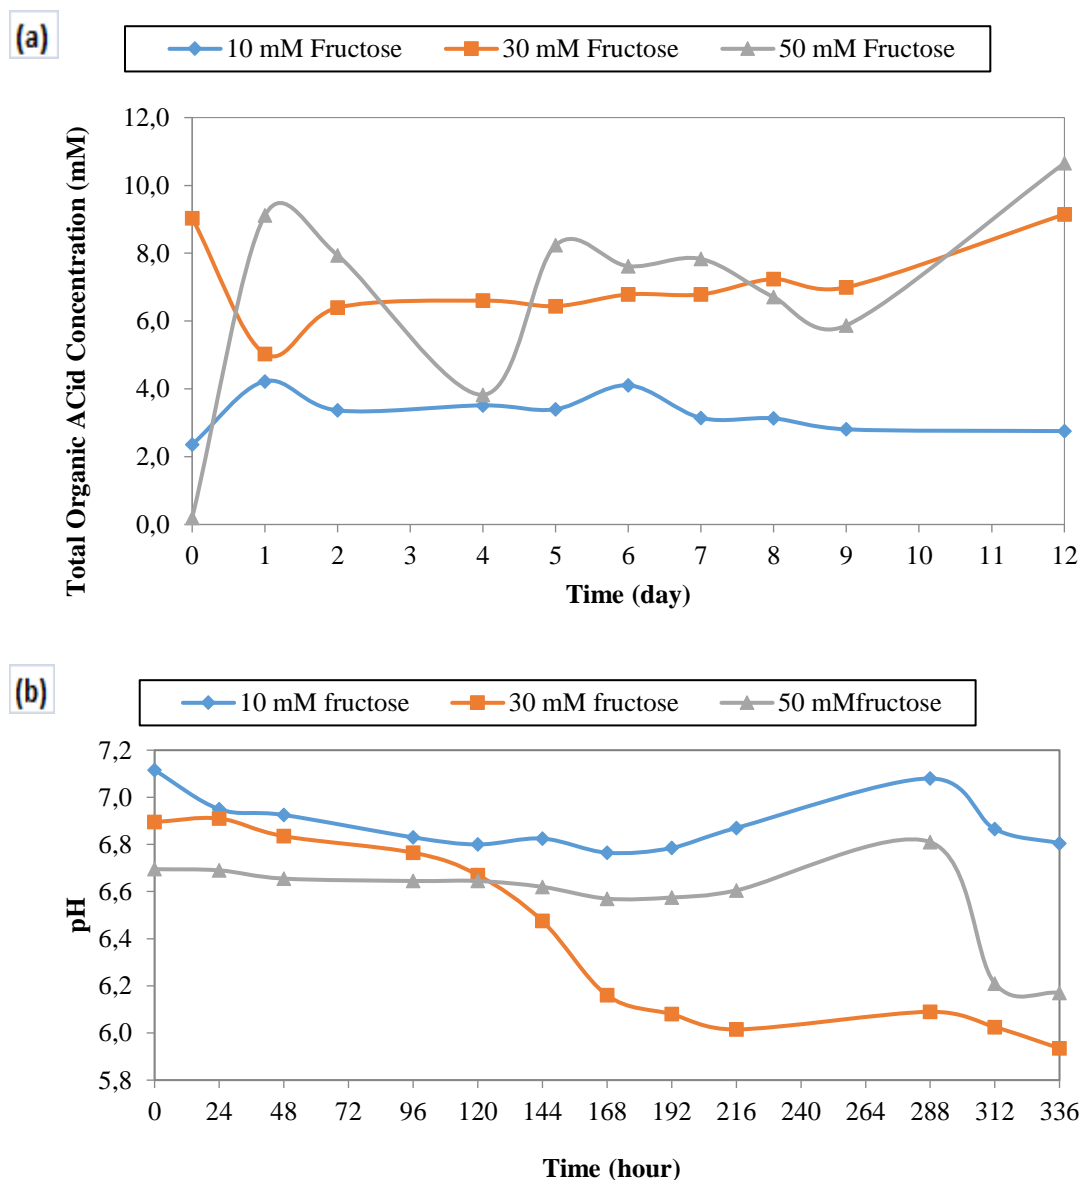 (a)
10 mM Fructose 30 mM Fructose 50 mM Fructose
Total Organic ACid Concentration (mM)
12,0
10,0
8,0
6,0
4,0
2,0
0,0
0 1 2 3 4 5 6 7 8 9 10 11 12
Time (day)
(b)
10 mM fructose 30 mM fructose 50 mMfructose
pH
7,2
7,0
6,8
6,6
6,4
6,2
6,0
5,8
0 24 48 72 96 120 144 168 192 216 240 264 288 312 336
Time (hour)